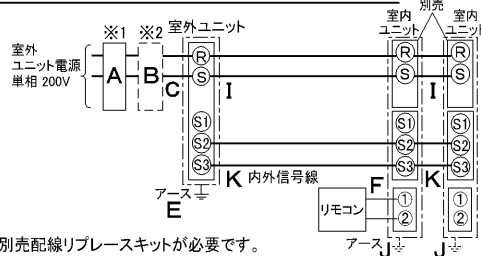 ※1
※2
室外ユニット
別売
室内
ユニット
室内
ユニット
室外
ユニット電源
単相 200V
A
B
C
I
I
R
S
S1
S2
S3
R
S
S1
S2
S3
R
S
S1
S2
S3
K 内外信号線
F
K
アース
E
リモコン
①
②
①
②
アース
J
J
別売配線リプレースキットが必要です。